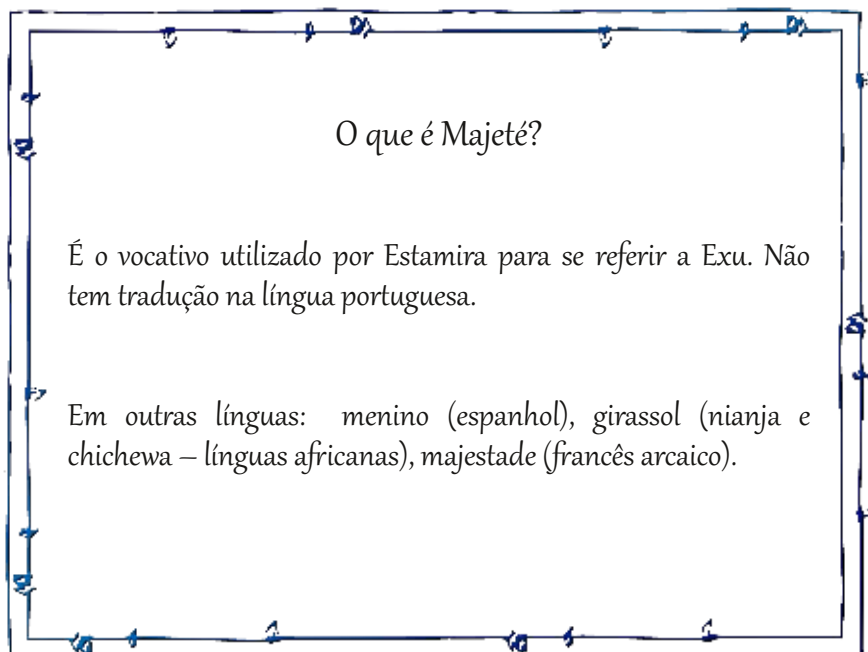 O que é Majeté?
É o vocativo utilizado por Estamira para se referir a Exu. Não
tem tradução na língua portuguesa.
Em outras línguas: menino (espanhol), girassol (nianja e
chichewa – línguas africanas), majestade (francês arcaico).